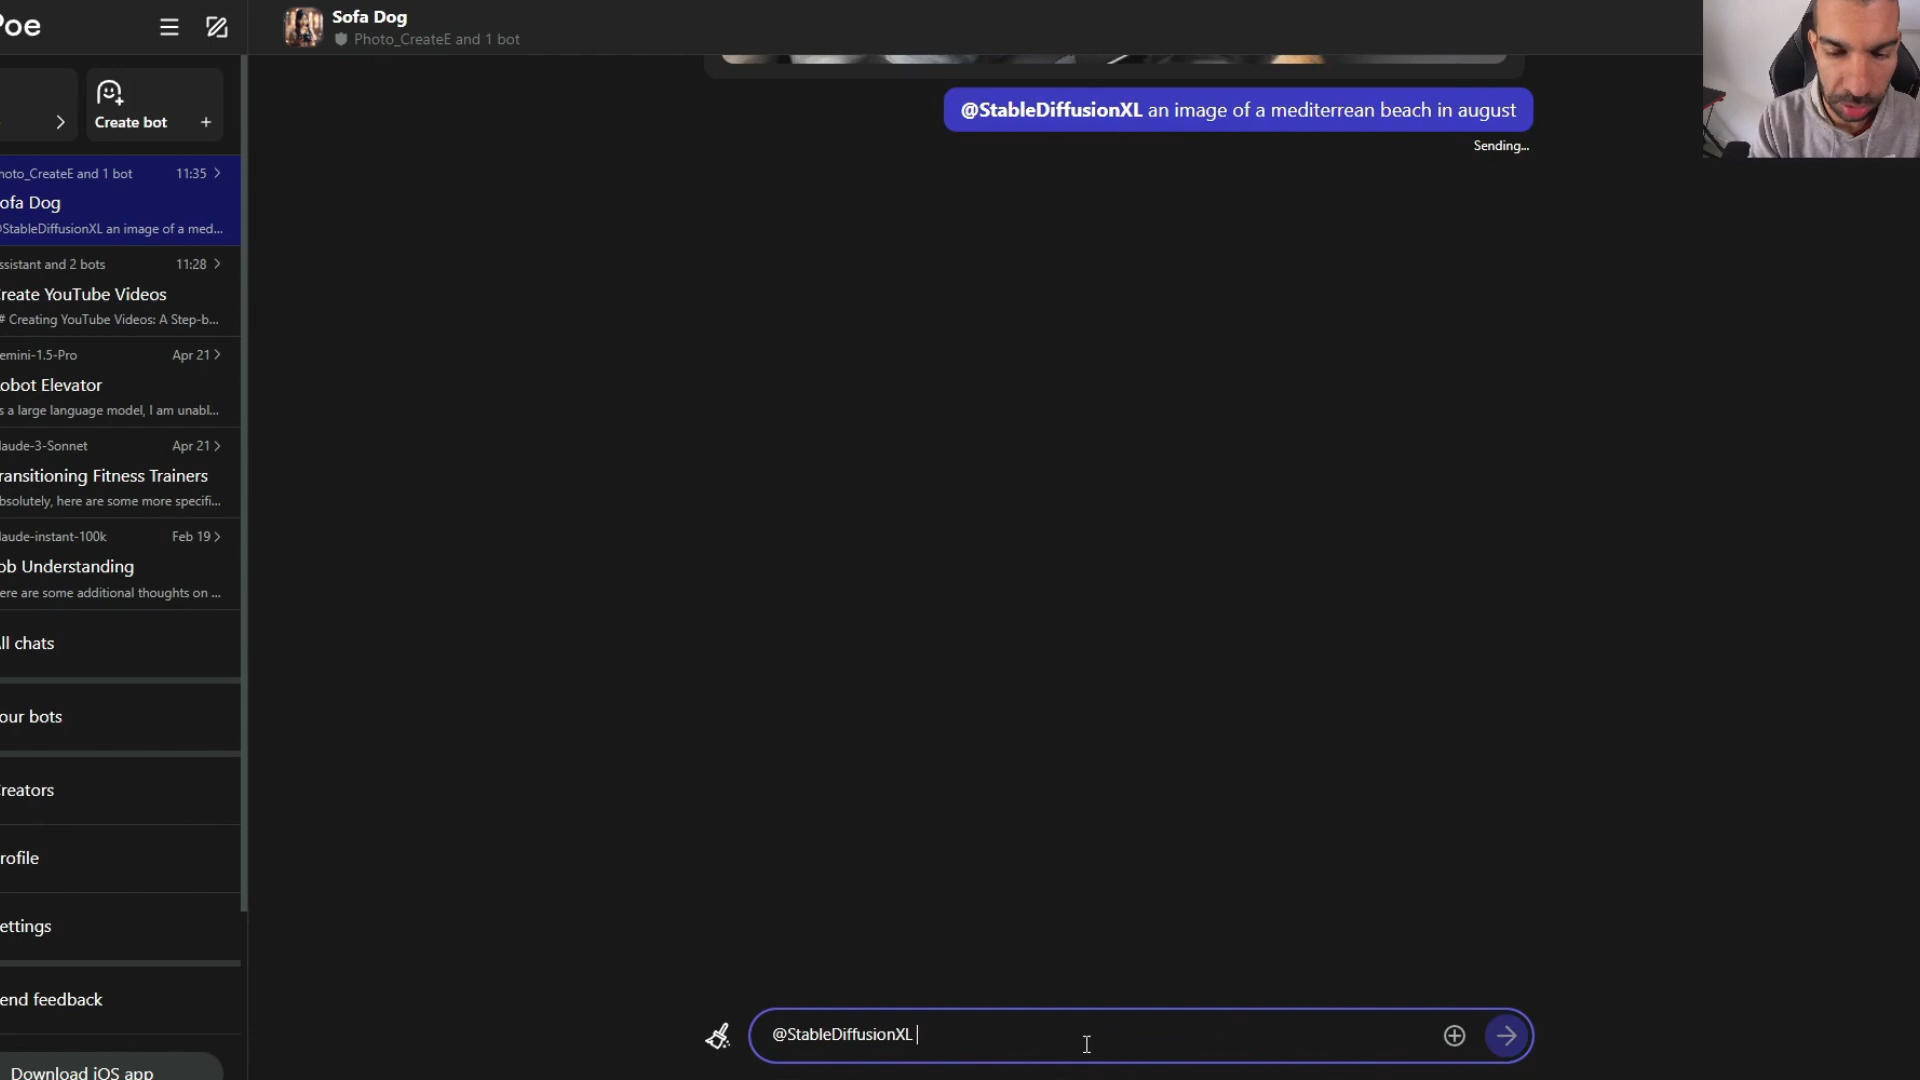 Poe
Create bot
Photo_CreateE and 1 bot 11:35
ofa Dog
@StableDiffusionXL an image of a med...
ssistant and 2 bots 11:28
reate YouTube Videos
# Creating YouTube Videos: A Step-b...
emini-1.5-Pro Apr 21
obot Elevator
s a large language model, I am unabl...
laude-3-Sonnet Apr 21
ransitioning Fitness Trainers
bsolutely, here are some more specifi...
laude-instant-100k Feb 19
ob Understanding
ere are some additional thoughts on ...
ll chats
our bots
reators
rofile
ettings
end feedback
Download iOS app
Sofa Dog
Photo_CreateE and 1 bot
@StableDiffusionXL an image of a mediterrean beach in august
Sending...
@StableDiffusionXL